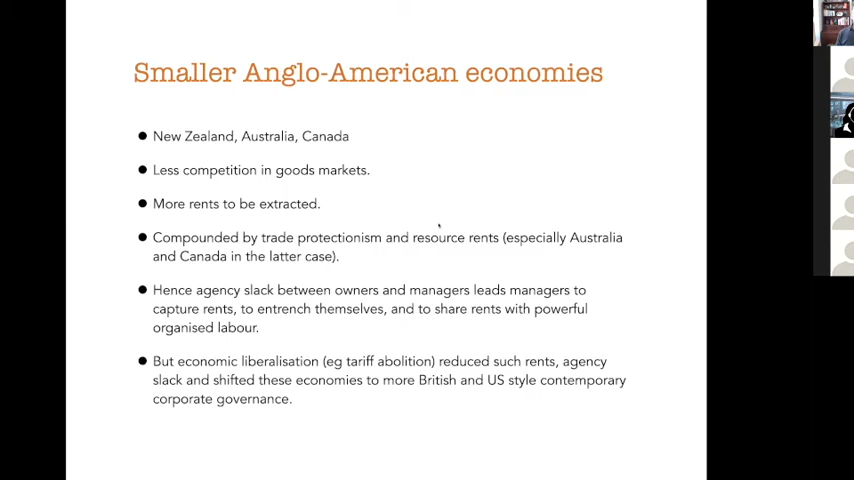 Smaller Anglo-American economies
● New Zealand, Australia, Canada
● Less competition in goods markets.
● More rents to be extracted.
● Compounded by trade protectionism and resource rents (especially Australia
and Canada in the latter case).
● Hence agency slack between owners and managers leads managers to
capture rents, to entrench themselves, and to share rents with powerful
organised labour.
● But economic liberalisation (eg tariff abolition) reduced such rents, agency
slack and shifted these economies to more British and US style contemporary
corporate governance.